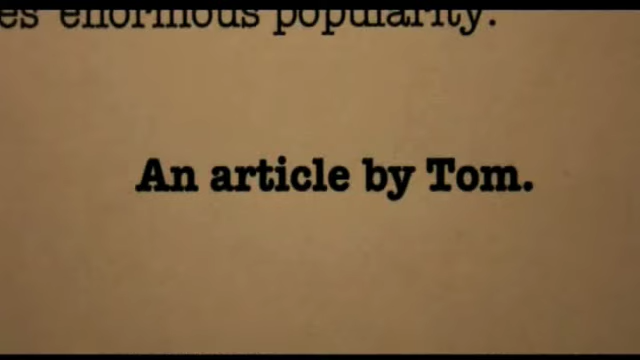 es' enormous popularity.
An article by Tom.